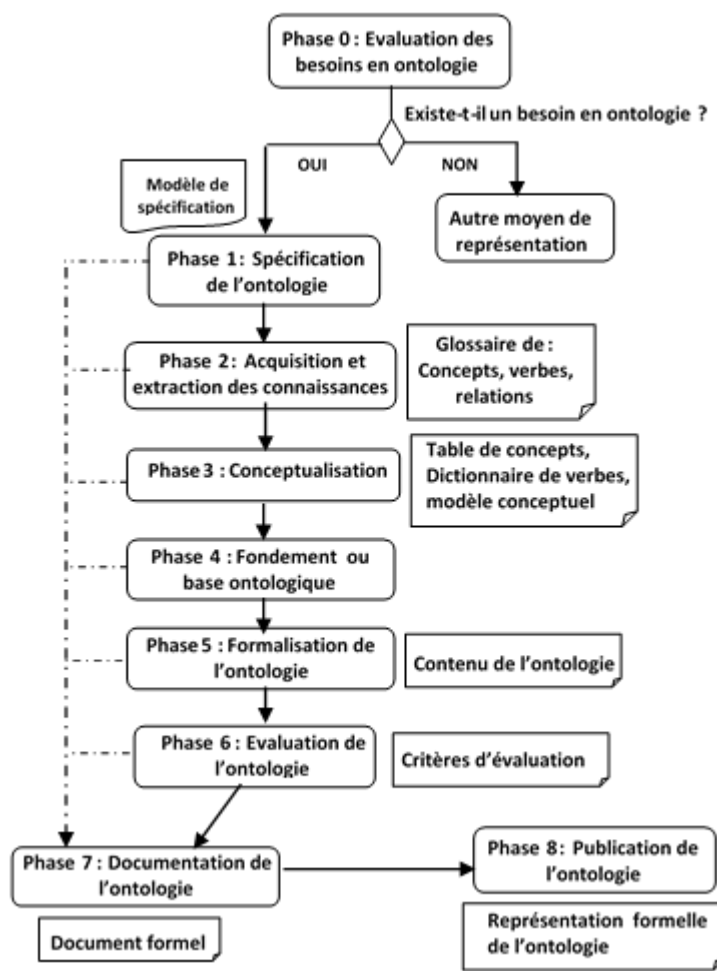 Phase 0 : Evaluation des
besoins en ontologie
Existe-t-il un besoin en ontologie ?
OUI
NON
Modèle de
spécification
Autre moyen de
représentation
Phase 1 : Spécification
de l'ontologie
Phase 2 : Acquisition et
extraction des connaissances
Glossaire de :
Concepts, verbes,
relations
Phase 3 : Conceptualisation
Table de concepts,
Dictionnaire de verbes,
modèle conceptuel
Phase 4 : Fondement ou
base ontologique
Phase 5 : Formalisation de
l'ontologie
Contenu de l'ontologie
Phase 6 : Evaluation de
l'ontologie
Critères d'évaluation
Phase 7 : Documentation de
l'ontologie
Phase 8 : Publication de
l'ontologie
Document formel
Représentation formelle
de l'ontologie